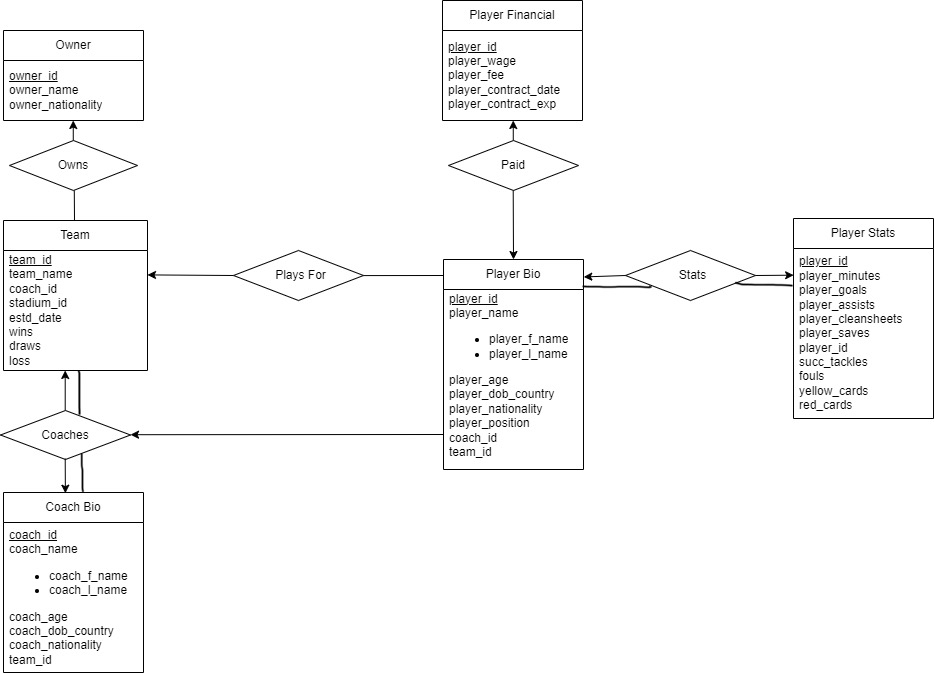 Player Financial
player_id
player_wage
player_fee
player_contract_date
player_contract_exp
Owner
owner_id
owner_name
owner_nationality
Owns
Paid
Team
team_id
team_name
coach_id
stadium_id
estd_date
wins
draws
loss
Plays For
Player Bio
player_id
player_name
player_f_name
player_l_name
player_age
player_dob_country
player_nationality
player_position
coach_id
team_id
Stats
Player Stats
player_id
player_minutes
player_goals
player_assists
player_cleansheets
player_saves
player_id
succ_tackles
fouls
yellow_cards
red_cards
Coaches
Coach Bio
coach_id
coach_name
coach_f_name
coach_l_name
coach_age
coach_dob_country
coach_nationality
team_id